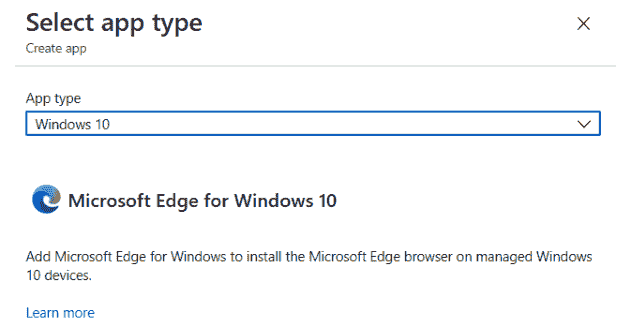 Select app type
Create app
App type
Windows 10
Microsoft Edge for Windows 10
Add Microsoft Edge for Windows to install the Microsoft Edge browser on managed Windows
10 devices.
Learn more